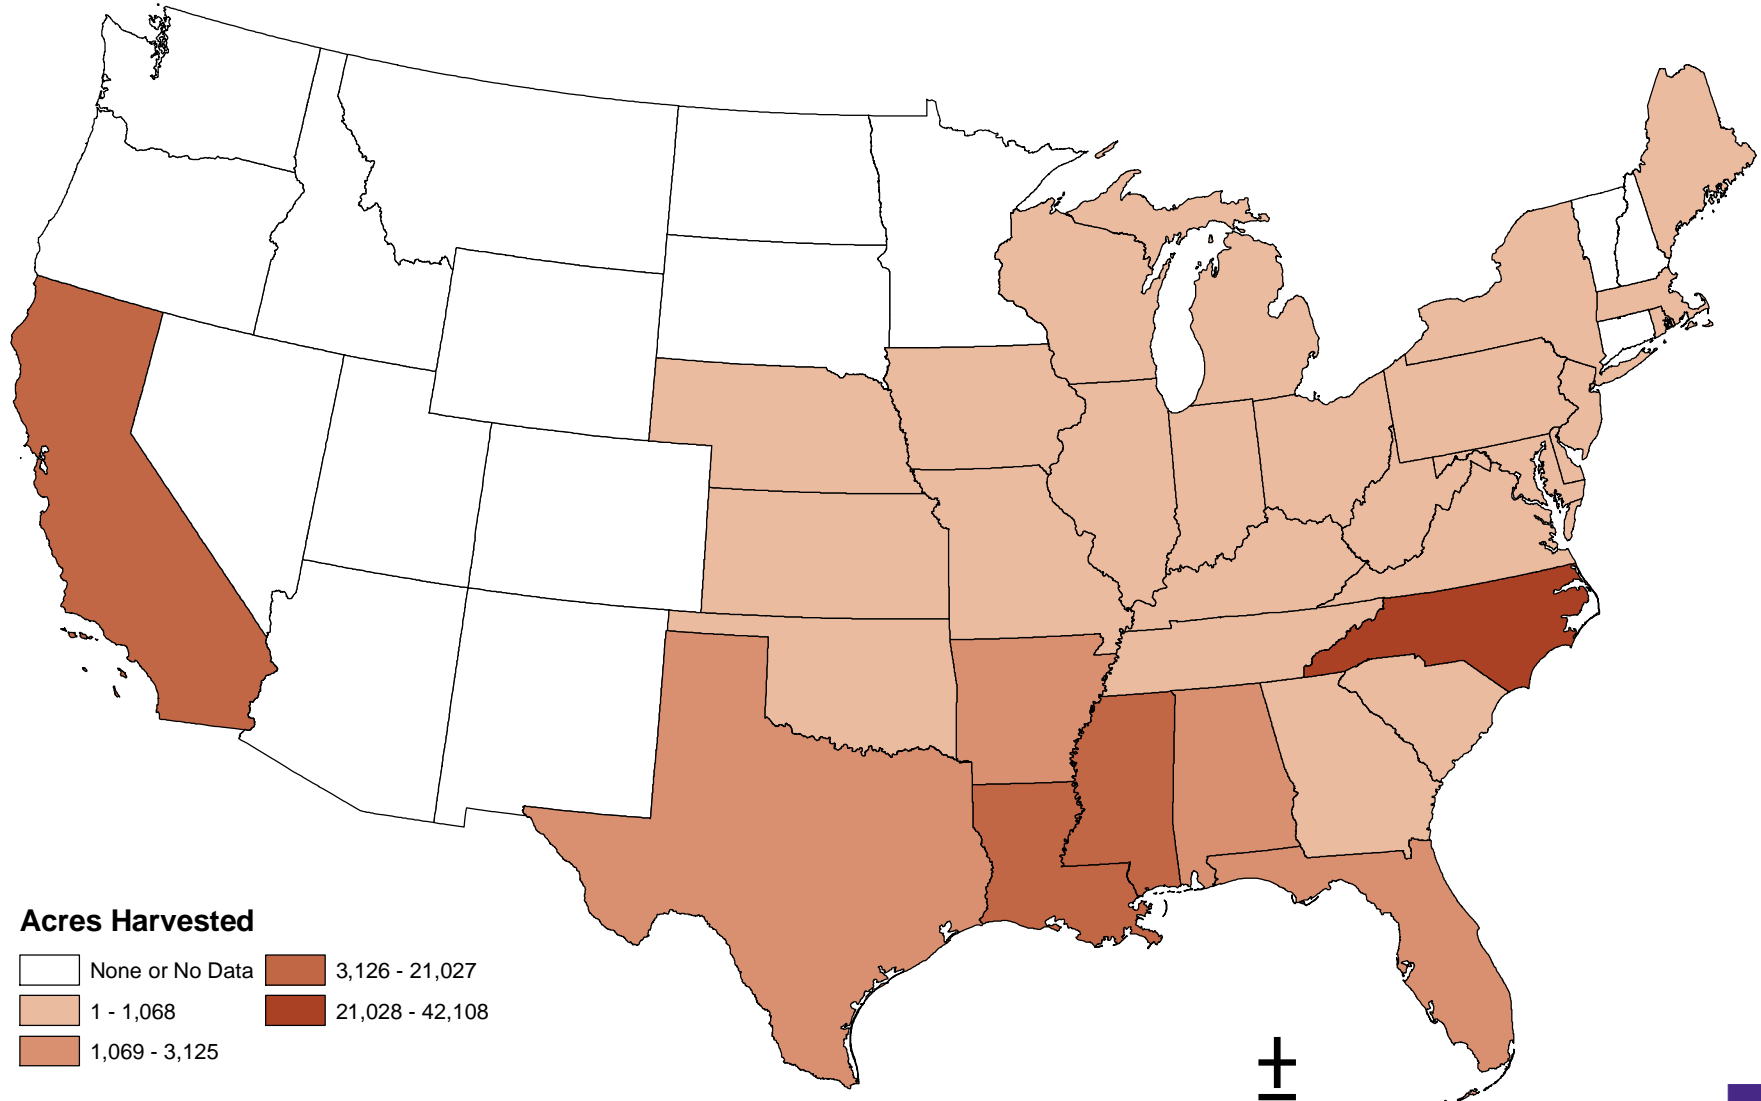 Acres Harvested
None or No Data
1 - 1,068
1,069 - 3,125
3,126 - 21,027
21,028 - 42,108